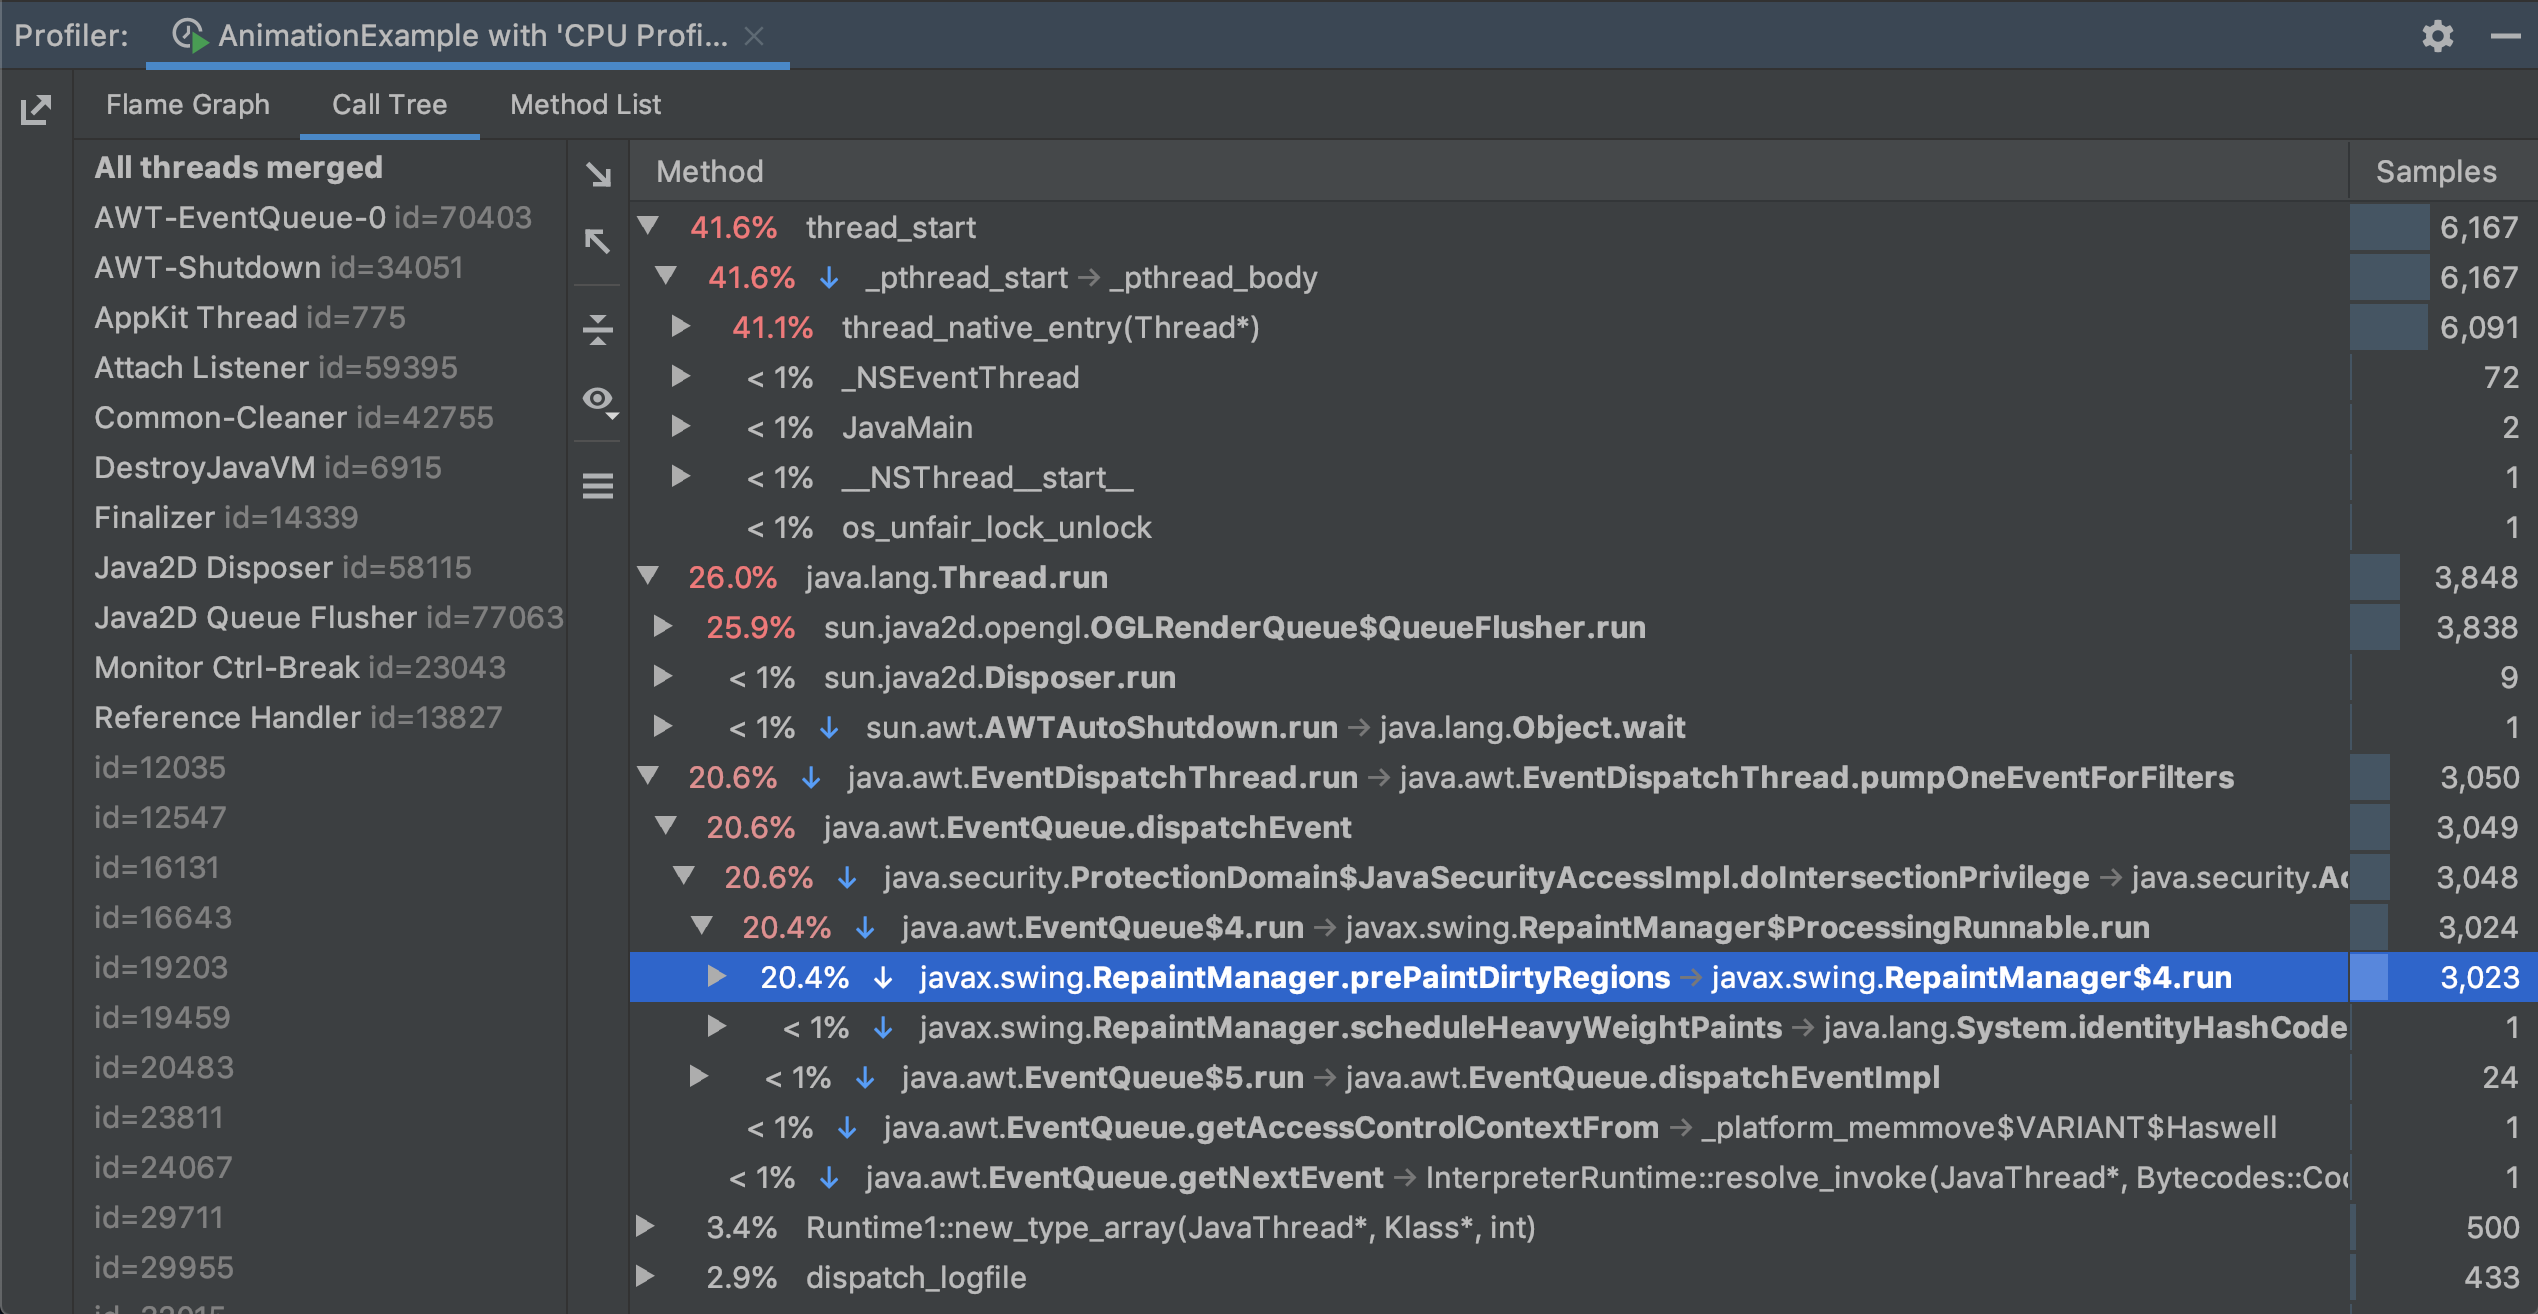 Profiler: AnimationExample with 'CPU Profi...
Flame Graph Call Tree Method List
All threads merged
AWT-EventQueue-0 id=70403
AWT-Shutdown id=34051
AppKit Thread id=775
Attach Listener id=59395
Common-Cleaner id=42755
DestroyJavaVM id=6915
Finalizer id=14339
Java2D Disposer id=58115
Java2D Queue Flusher id=77063
Monitor Ctrl-Break id=23043
Reference Handler id=13827
id=12035
id=12547
id=16131
id=16643
id=19203
id=19459
id=20483
id=23811
id=24067
id=29711
id=29955
Method Samples
41.6% thread_start 6,167
41.6% _pthread_start → _pthread_body 6,167
41.1% thread_native_entry(Thread*) 6,091
< 1% _NSEventThread 72
< 1% JavaMain 2
< 1% __NSThread__start__ 1
< 1% os_unfair_lock_unlock 1
26.0% java.lang.Thread.run 3,848
25.9% sun.java2d.opengl.OGLRenderQueue$QueueFlusher.run 3,838
< 1% sun.java2d.Disposer.run 9
< 1% sun.awt.AWTAutoShutdown.run → java.lang.Object.wait 1
20.6% java.awt.EventDispatchThread.run → java.awt.EventDispatchThread.pumpOneEventForFilters 3,050
20.6% java.awt.EventQueue.dispatchEvent 3,049
20.6% java.security.ProtectionDomain$JavaSecurityAccessImpl.doIntersectionPrivilege → java.security.Ac 3,048
20.4% java.awt.EventQueue$4.run → javax.swing.RepaintManager$ProcessingRunnable.run 3,024
20.4% javax.swing.RepaintManager.prePaintDirtyRegions → javax.swing.RepaintManager$4.run 3,023
< 1% javax.swing.RepaintManager.scheduleHeavyWeightPaints → java.lang.System.identityHashCode 1
< 1% java.awt.EventQueue$5.run → java.awt.EventQueue.dispatchEventImpl 24
< 1% java.awt.EventQueue.getAccessControlContextFrom → _platform_memmove$VARIANT$Haswell 1
< 1% java.awt.EventQueue.getNextEvent → InterpreterRuntime::resolve_invoke(JavaThread*, Bytecodes::Co 1
3.4% Runtime1::new_type_array(JavaThread*, Klass*, int) 500
2.9% dispatch_logfile 433